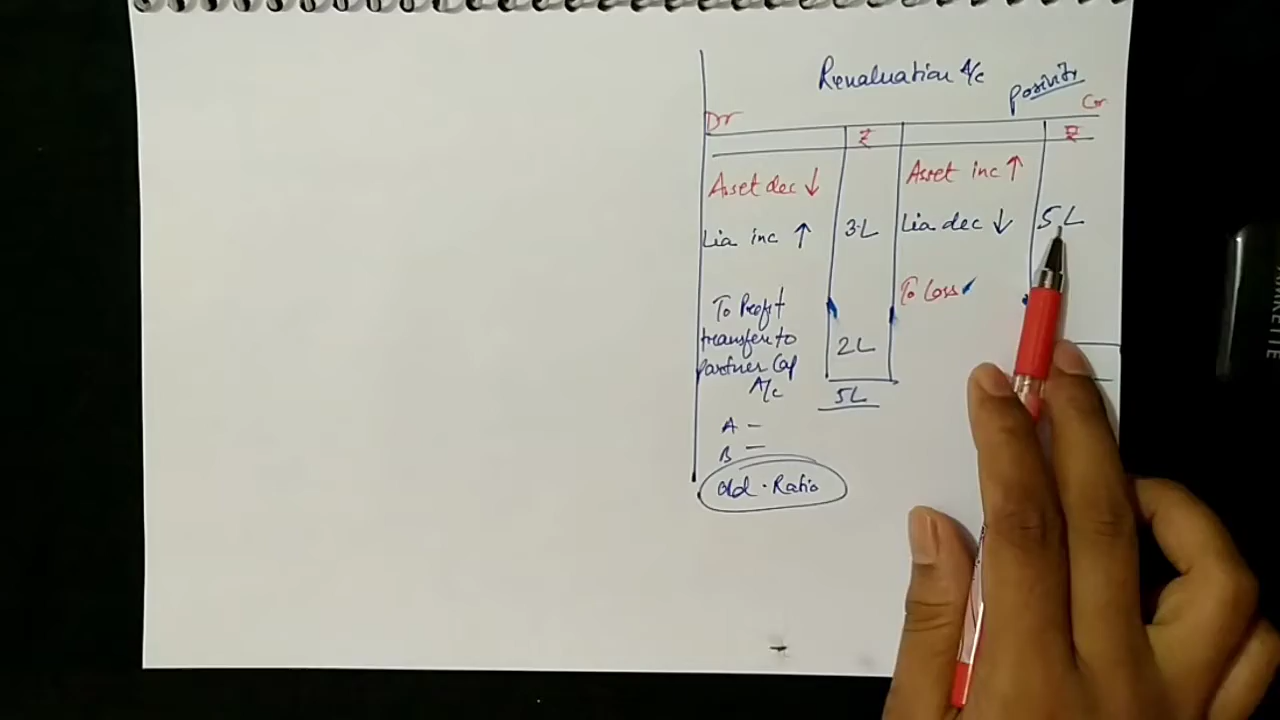 Revaluation A/c
positive
Dr
Cr
₹
₹
Asset dec ↓
Asset inc ↑
Lia inc ↑
3L
Lia dec ↓
5L
To Profit
transfer to
partner Cap
A/c
2L
To Loss
5L
A —
B —
Old Ratio